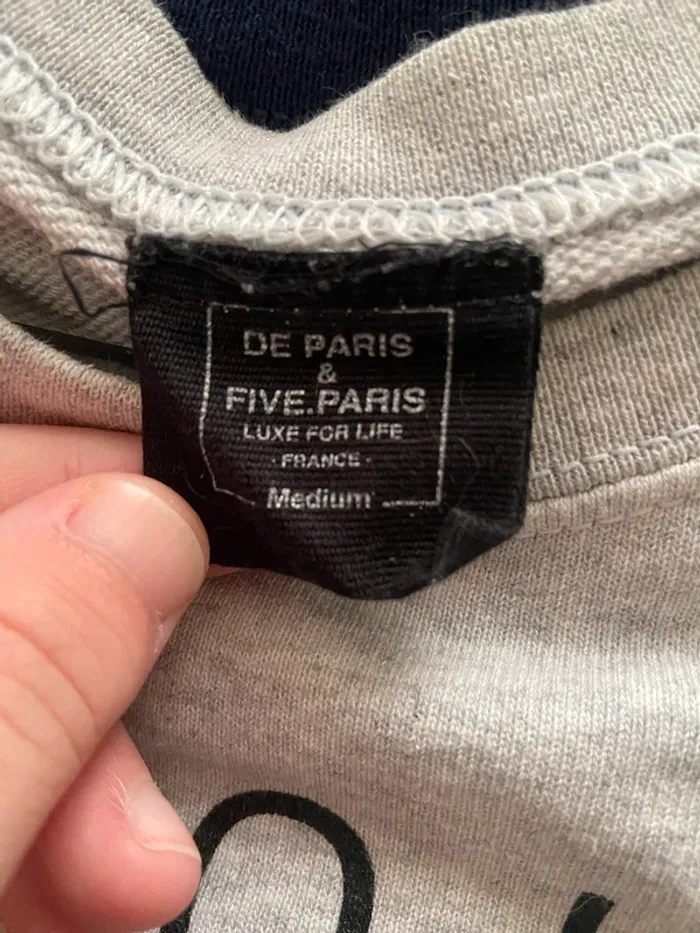 DE PARIS
&
FIVE.PARIS
LUXE FOR LIFE
- FRANCE -
Medium